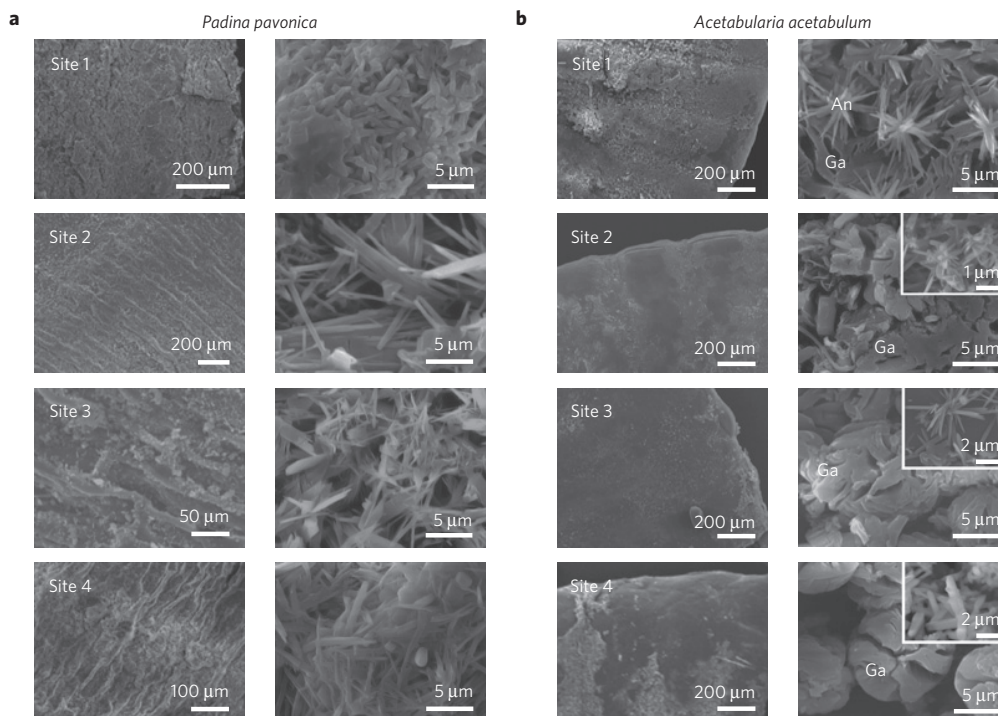 a
Padina pavonica
b
Acetabularia acetabulum
Site 1
200 µm
5 µm
Site 1
200 µm
An
Ga
5 µm
Site 2
200 µm
5 µm
Site 2
200 µm
1 µm
Ga
5 µm
Site 3
50 µm
5 µm
Site 3
200 µm
2 µm
Ga
5 µm
Site 4
100 µm
5 µm
Site 4
200 µm
2 µm
Ga
5 µm